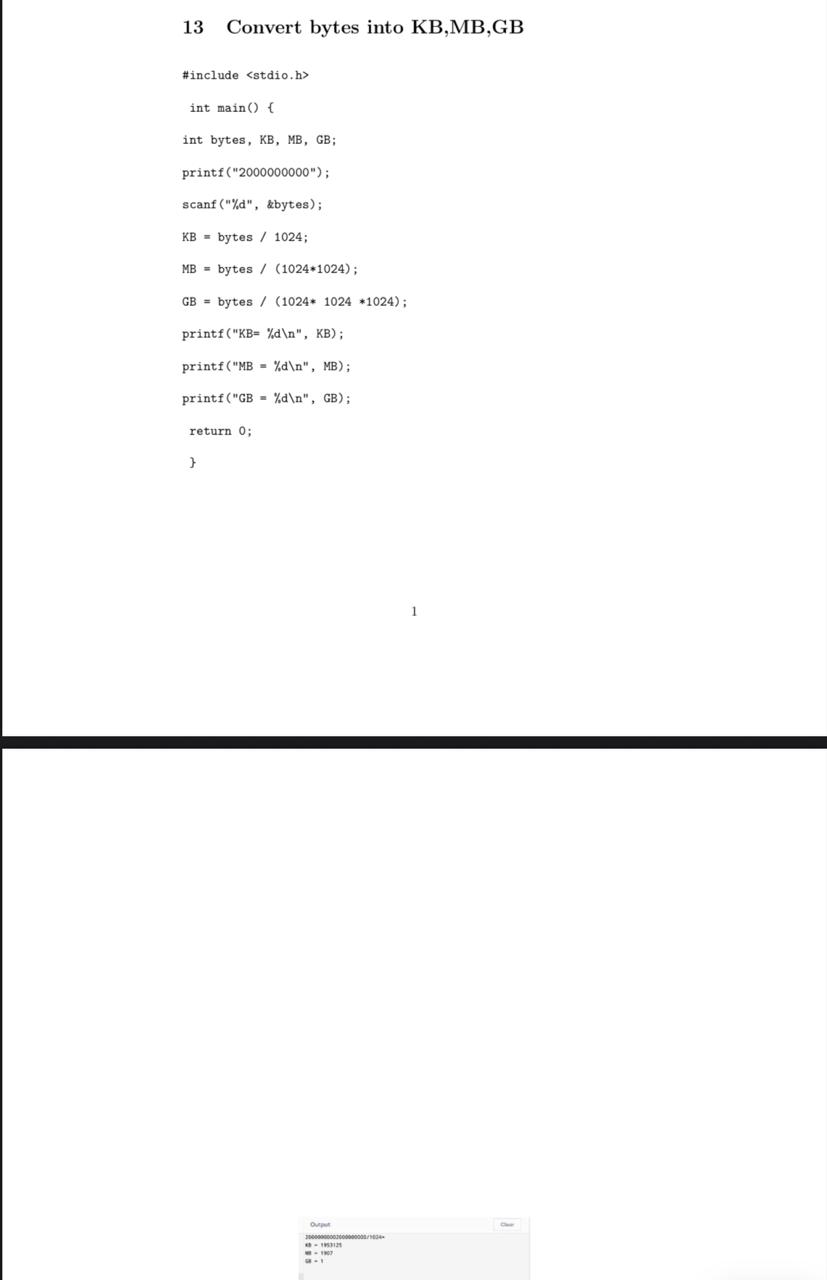 13 Convert bytes into KB,MB,GB
#include <stdio.h>
int main() {
int bytes, KB, MB, GB;
printf("2000000000");
scanf("%d", &bytes);
KB = bytes / 1024;
MB = bytes / (1024*1024);
GB = bytes / (1024* 1024 *1024);
printf("KB= %d\n", KB);
printf("MB = %d\n", MB);
printf("GB = %d\n", GB);
return 0;
}
1
Output
Clear
KB = 1953125
MB = 1907
GB = 1